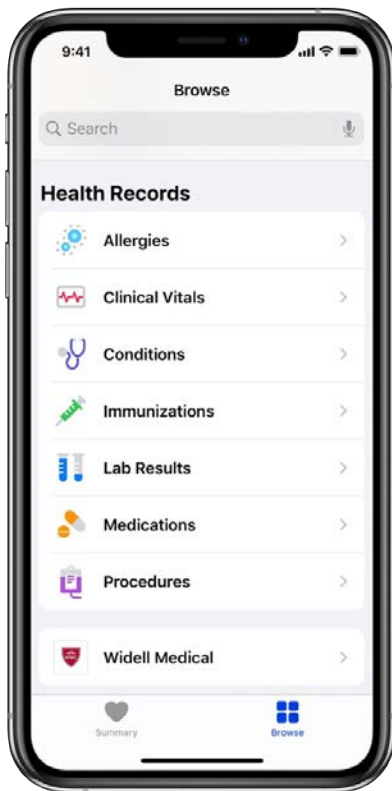 9:41
Browse
Search
Health Records
Allergies
Clinical Vitals
Conditions
Immunizations
Lab Results
Medications
Procedures
Widell Medical
Summary
Browse